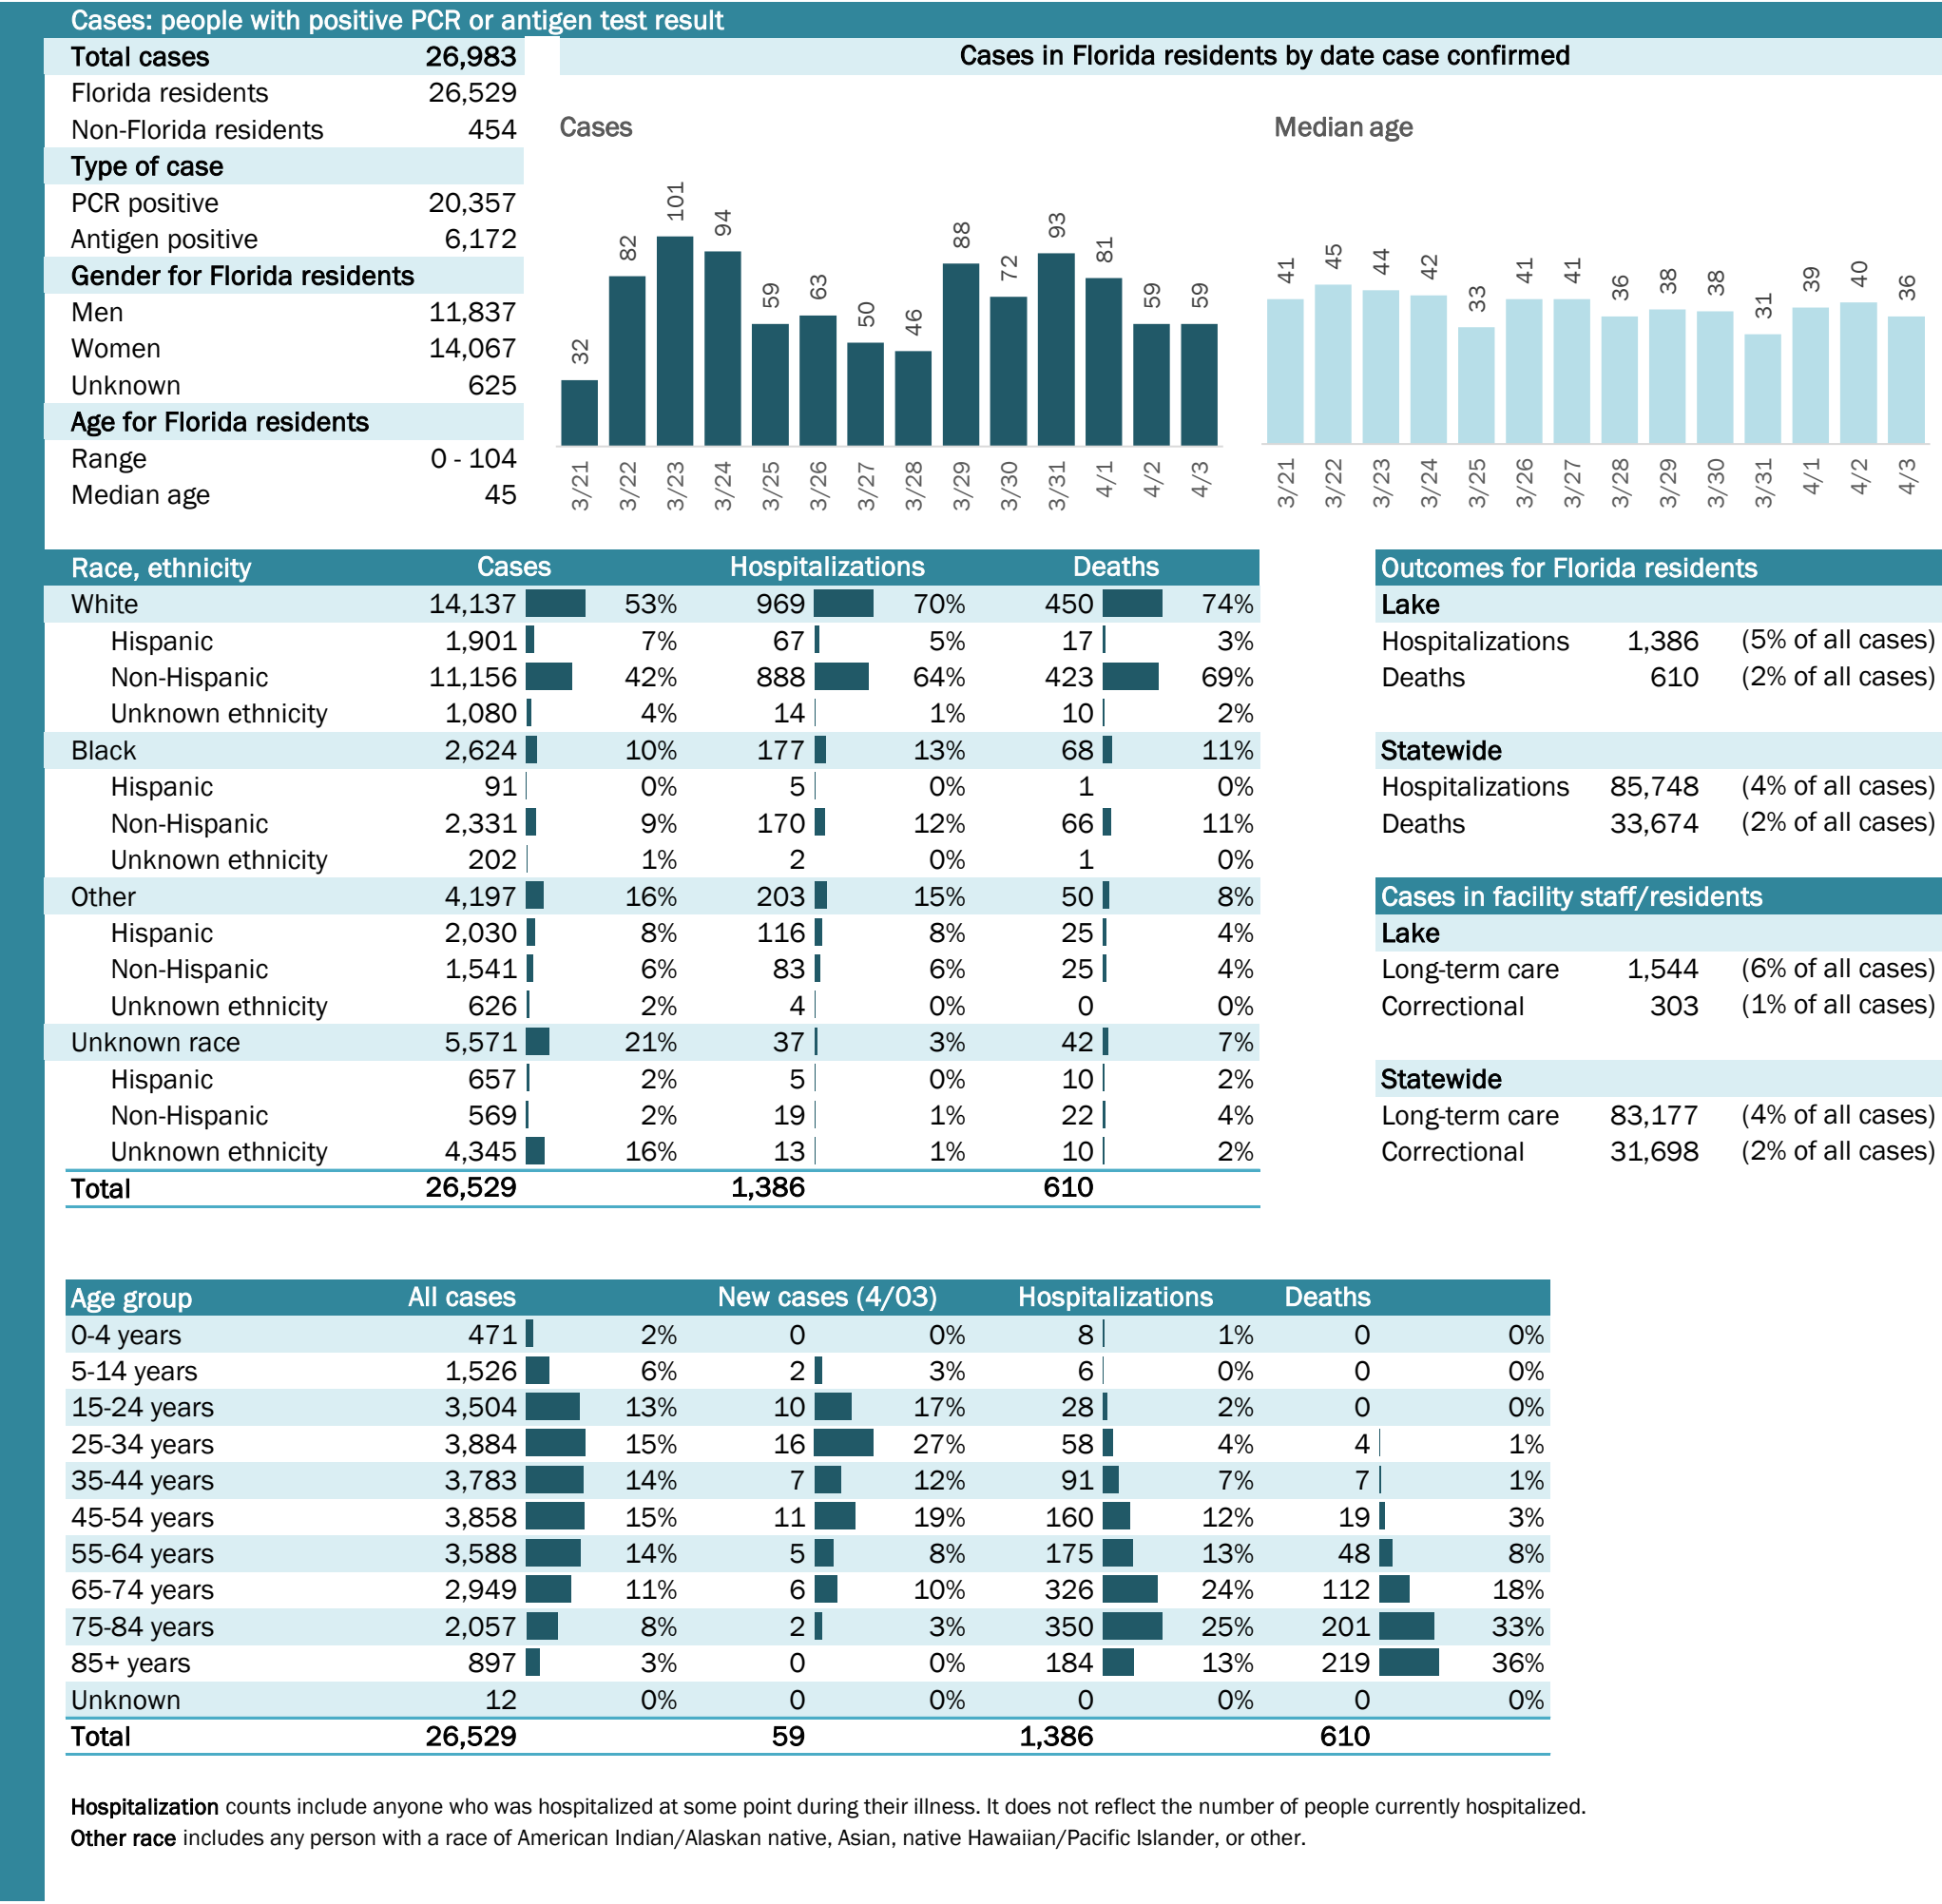 Cases: people with positive PCR or antigen test result
Total cases 26,983
Florida residents 26,529
Non-Florida residents 454
Type of case
PCR positive 20,357
Antigen positive 6,172
Gender for Florida residents
Men 11,837
Women 14,067
Unknown 625
Age for Florida residents
Range 0 - 104
Median age 45
Cases in Florida residents by date case confirmed
Cases
32 82 101 94 59 63 50 46 88 72 93 81 59 59
3/21 3/22 3/23 3/24 3/25 3/26 3/27 3/28 3/29 3/30 3/31 4/1 4/2 4/3
Median age
41 45 44 42 33 41 41 36 38 38 31 39 40 36
3/21 3/22 3/23 3/24 3/25 3/26 3/27 3/28 3/29 3/30 3/31 4/1 4/2 4/3
Race, ethnicity Cases Hospitalizations Deaths
White 14,137 53% 969 70% 450 74%
Hispanic 1,901 7% 67 5% 17 3%
Non-Hispanic 11,156 42% 888 64% 423 69%
Unknown ethnicity 1,080 4% 14 1% 10 2%
Black 2,624 10% 177 13% 68 11%
Hispanic 91 0% 5 0% 1 0%
Non-Hispanic 2,331 9% 170 12% 66 11%
Unknown ethnicity 202 1% 2 0% 1 0%
Other 4,197 16% 203 15% 50 8%
Hispanic 2,030 8% 116 8% 25 4%
Non-Hispanic 1,541 6% 83 6% 25 4%
Unknown ethnicity 626 2% 4 0% 0 0%
Unknown race 5,571 21% 37 3% 42 7%
Hispanic 657 2% 5 0% 10 2%
Non-Hispanic 569 2% 19 1% 22 4%
Unknown ethnicity 4,345 16% 13 1% 10 2%
Total 26,529 1,386 610
Outcomes for Florida residents
Lake
Hospitalizations 1,386 (5% of all cases)
Deaths 610 (2% of all cases)
Statewide
Hospitalizations 85,748 (4% of all cases)
Deaths 33,674 (2% of all cases)
Cases in facility staff/residents
Lake
Long-term care 1,544 (6% of all cases)
Correctional 303 (1% of all cases)
Statewide
Long-term care 83,177 (4% of all cases)
Correctional 31,698 (2% of all cases)
Age group All cases New cases (4/03) Hospitalizations Deaths
0-4 years 471 2% 0 0% 8 1% 0 0%
5-14 years 1,526 6% 2 3% 6 0% 0 0%
15-24 years 3,504 13% 10 17% 28 2% 0 0%
25-34 years 3,884 15% 16 27% 58 4% 4 1%
35-44 years 3,783 14% 7 12% 91 7% 7 1%
45-54 years 3,858 15% 11 19% 160 12% 19 3%
55-64 years 3,588 14% 5 8% 175 13% 48 8%
65-74 years 2,949 11% 6 10% 326 24% 112 18%
75-84 years 2,057 8% 2 3% 350 25% 201 33%
85+ years 897 3% 0 0% 184 13% 219 36%
Unknown 12 0% 0 0% 0 0% 0 0%
Total 26,529 59 1,386 610
Hospitalization counts include anyone who was hospitalized at some point during their illness. It does not reflect the number of people currently hospitalized.
Other race includes any person with a race of American Indian/Alaskan native, Asian, native Hawaiian/Pacific Islander, or other.